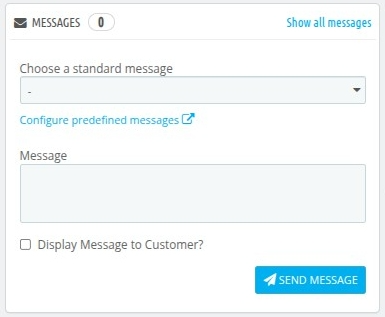 MESSAGES 0 Show all messages
Choose a standard message
-
Configure predefined messages
Message
Display Message to Customer?
SEND MESSAGE